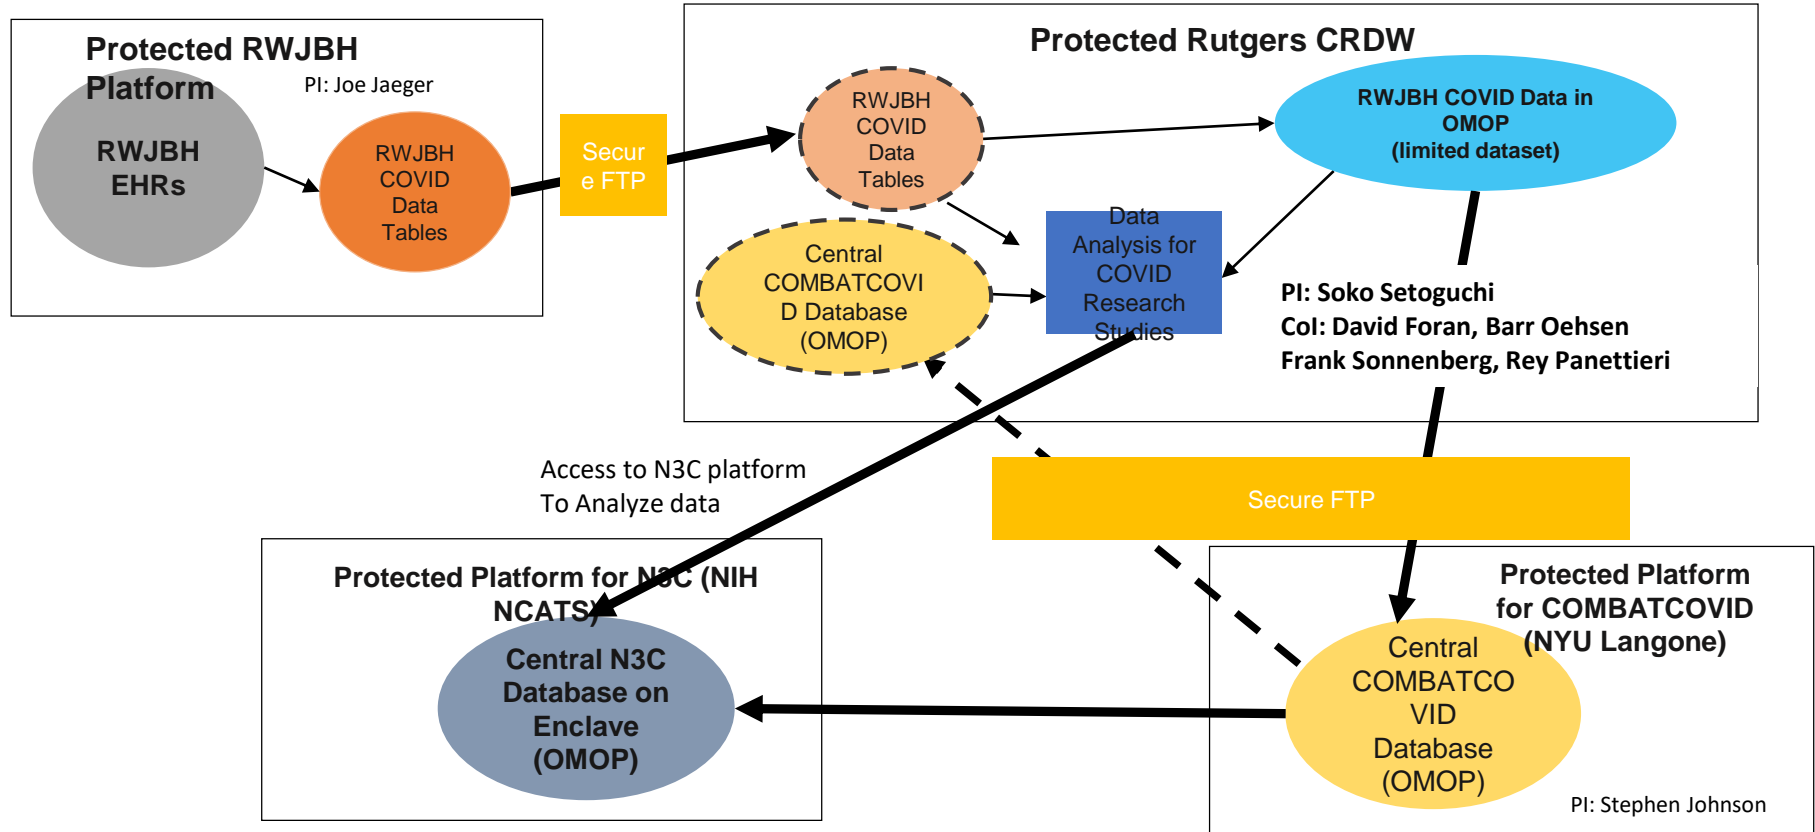 Protected RWJBH
Platform
PI: Joe Jaeger
RWJBH
EHRs
RWJBH
COVID
Data
Tables
Secur
e FTP
Protected Rutgers CRDW
RWJBH
COVID
Data
Tables
RWJBH COVID Data in
OMOP
(limited dataset)
Central
COMBATCOVI
D Database
(OMOP)
Data
Analysis for
COVID
Research
Studies
PI: Soko Setoguchi
CoI: David Foran, Barr Oehsen
Frank Sonnenberg, Rey Panettieri
Access to N3C platform
To Analyze data
Secure FTP
Protected Platform for N3C (NIH
NCATS)
Central N3C
Database on
Enclave
(OMOP)
Protected Platform
for COMBATCOVID
(NYU Langone)
Central
COMBATCO
VID
Database
(OMOP)
PI: Stephen Johnson